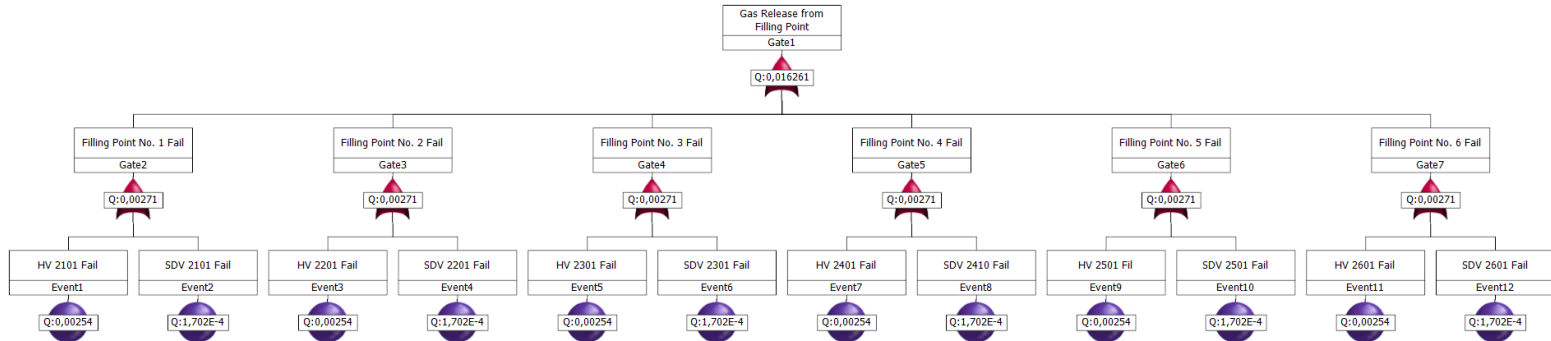 Gas Release from
Filling Point
Gate1
Q:0,016261
Filling Point No. 1 Fail
Gate2
Q:0,00271
Filling Point No. 2 Fail
Gate3
Q:0,00271
Filling Point No. 3 Fail
Gate4
Q:0,00271
Filling Point No. 4 Fail
Gate5
Q:0,00271
Filling Point No. 5 Fail
Gate6
Q:0,00271
Filling Point No. 6 Fail
Gate7
Q:0,00271
HV 2101 Fail
Event1
Q:0,00254
SDV 2101 Fail
Event2
Q:1,702E-4
HV 2201 Fail
Event3
Q:0,00254
SDV 2201 Fail
Event4
Q:1,702E-4
HV 2301 Fail
Event5
Q:0,00254
SDV 2301 Fail
Event6
Q:1,702E-4
HV 2401 Fail
Event7
Q:0,00254
SDV 2410 Fail
Event8
Q:1,702E-4
HV 2501 Fil
Event9
Q:0,00254
SDV 2501 Fail
Event10
Q:1,702E-4
HV 2601 Fail
Event11
Q:0,00254
SDV 2601 Fail
Event12
Q:1,702E-4